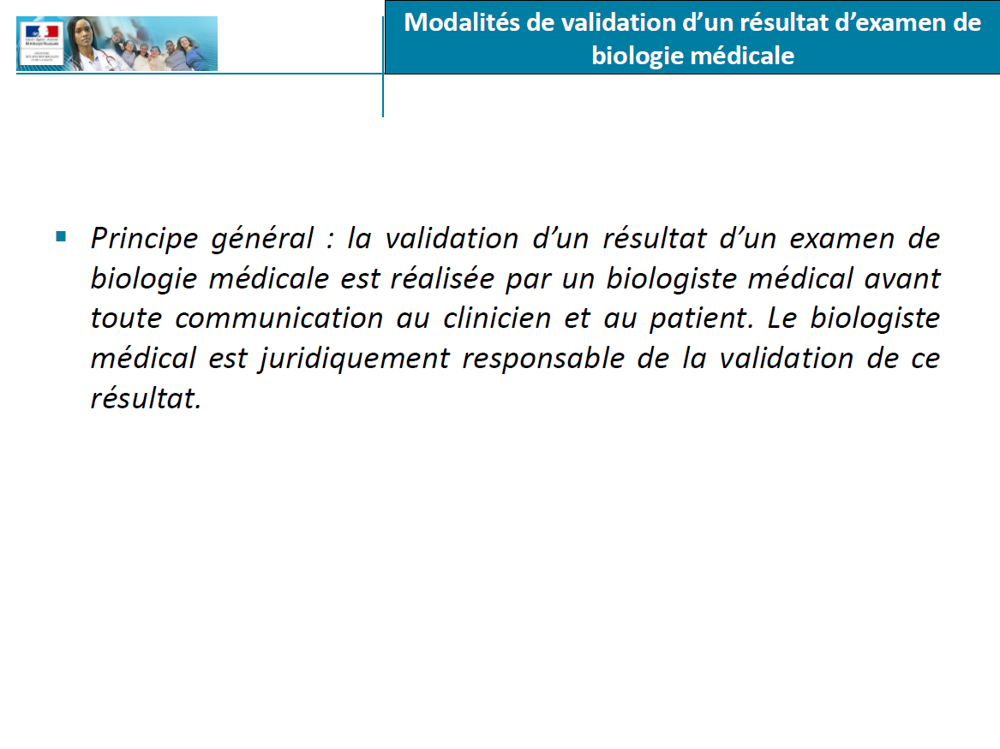 Modalités de validation d’un résultat d’examen de
biologie médicale
RÉPUBLIQUE FRANÇAISE
Principe général : la validation d’un résultat d’un examen de
biologie médicale est réalisée par un biologiste médical avant
toute communication au clinicien et au patient. Le biologiste
médical est juridiquement responsable de la validation de ce
résultat.